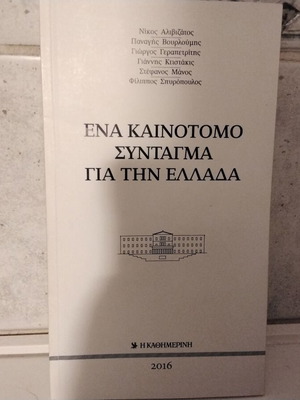 Νίκος Αλιβιζάτος
Παναγής Βουρλούμης
Γιώργος Γεραπετρίτης
Γιάννης Κτιστάκις
Στέφανος Μάνος
Φίλιππος Σπυρόπουλος
ΕΝΑ ΚΑΙΝΟΤΟΜΟ
ΣΥΝΤΑΓΜΑ
ΓΙΑ ΤΗΝ ΕΛΛΑΔΑ
Η ΚΑΘΗΜΕΡΙΝΗ
2016